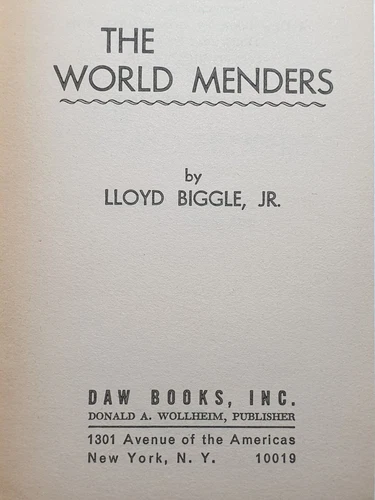 THE
WORLD MENDERS
by
LLOYD BIGGLE, JR.
DAW BOOKS, INC.
DONALD A. WOLLHEIM, PUBLISHER
1301 Avenue of the Americas
New York, N. Y. 10019